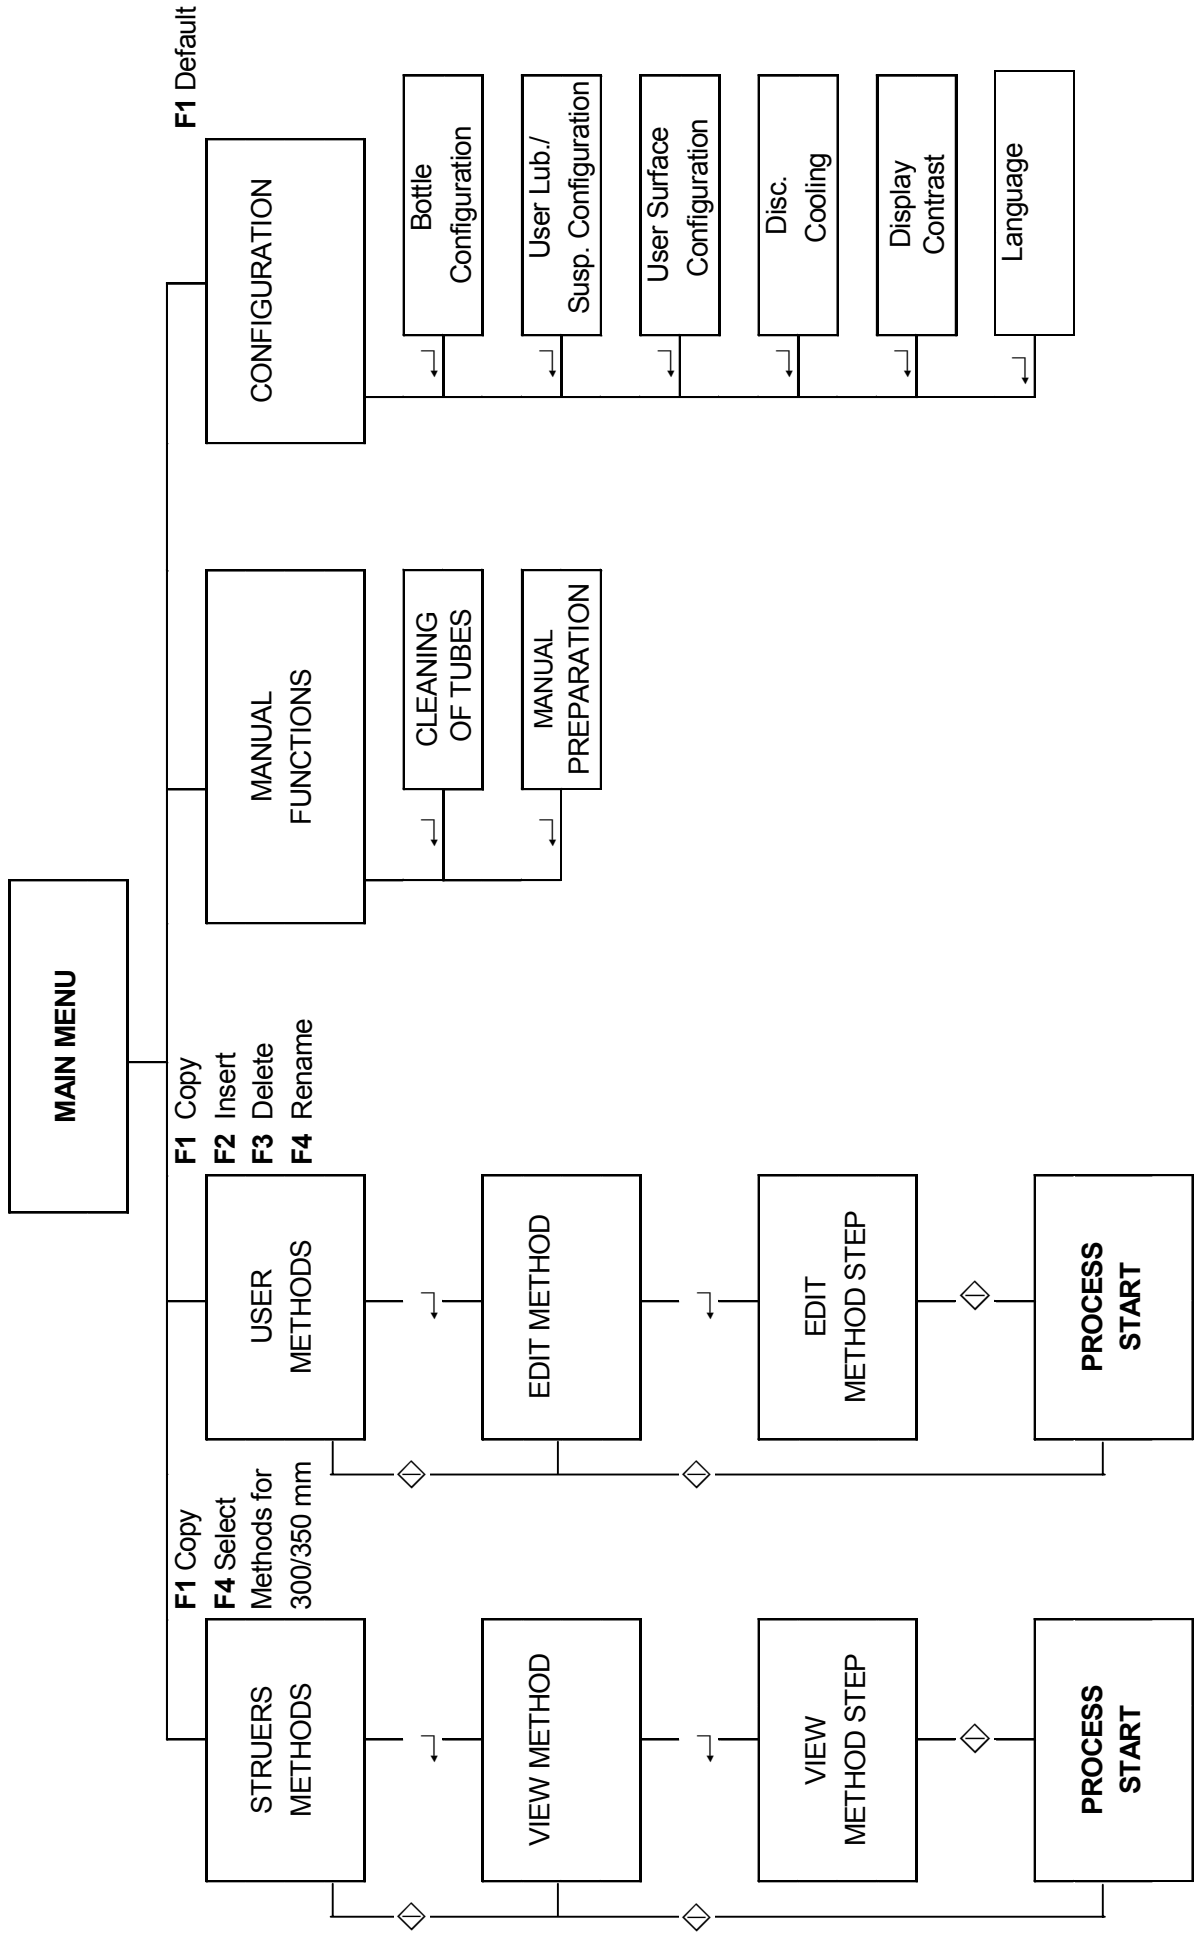 MAIN MENU
F1 Copy
F4 Select
Methods for
300/350 mm
STRUERS
METHODS
VIEW METHOD
VIEW
METHOD STEP
PROCESS
START
F1 Copy
F2 Insert
F3 Delete
F4 Rename
USER
METHODS
EDIT METHOD
EDIT
METHOD STEP
PROCESS
START
MANUAL
FUNCTIONS
CLEANING
OF TUBES
MANUAL
PREPARATION
F1 Default
CONFIGURATION
Bottle
Configuration
User Lub./
Susp. Configuration
User Surface
Configuration
Disc.
Cooling
Display
Contrast
Language